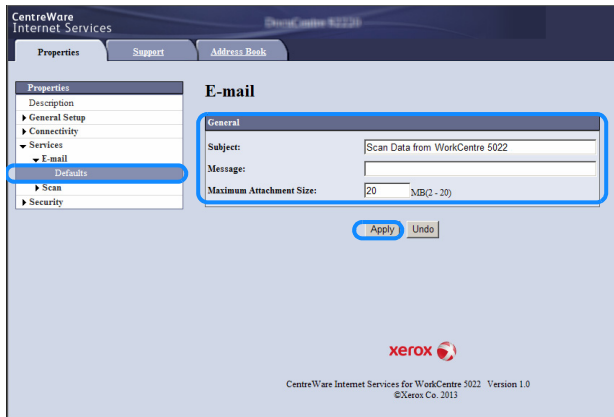 CentreWare
Internet Services
Properties
Support
Address Book
Properties
Description
General Setup
Connectivity
Services
E-mail
Defaults
Scan
Security
E-mail
General
Subject: Scan Data from WorkCentre 5022
Message:
Maximum Attachment Size: 20 MB(2 - 20)
Apply Undo
xerox
CentreWare Internet Services for WorkCentre 5022 Version 1.0
©Xerox Co. 2013